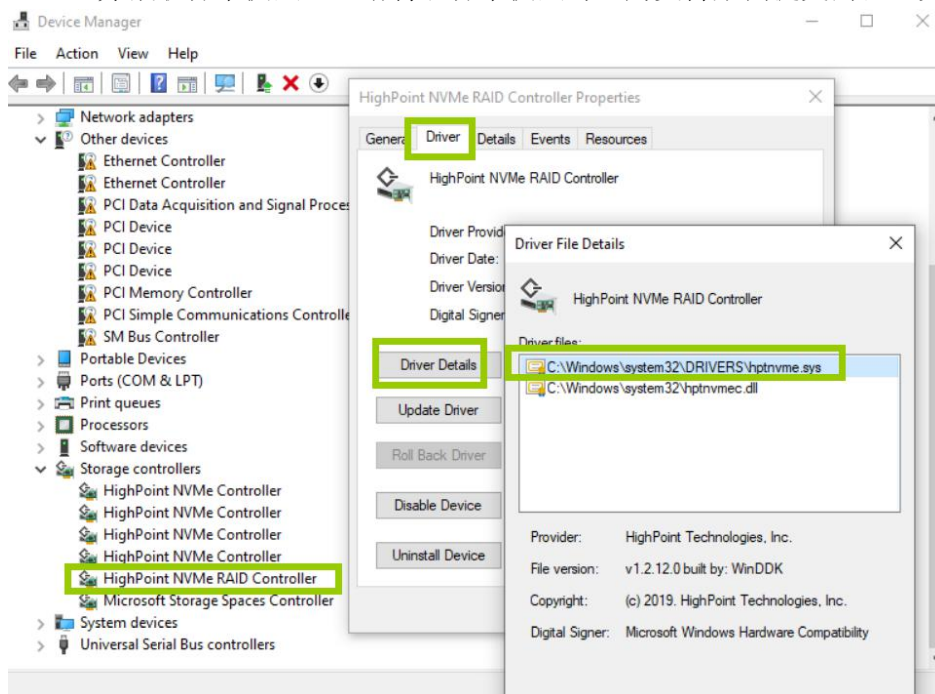 Device Manager
File Action View Help
Network adapters
Other devices
Ethernet Controller
Ethernet Controller
PCI Data Acquisition and Signal Proces
PCI Device
PCI Device
PCI Device
PCI Memory Controller
PCI Simple Communications Controlle
SM Bus Controller
Portable Devices
Ports (COM & LPT)
Print queues
Processors
Software devices
Storage controllers
HighPoint NVMe Controller
HighPoint NVMe Controller
HighPoint NVMe Controller
HighPoint NVMe Controller
HighPoint NVMe RAID Controller
Microsoft Storage Spaces Controller
System devices
Universal Serial Bus controllers
HighPoint NVMe RAID Controller Properties
General Driver Details Events Resources
HighPoint NVMe RAID Controller
Driver Provid
Driver Date:
Driver Version
Digital Signer
Driver Details
Update Driver
Roll Back Driver
Disable Device
Uninstall Device
Driver File Details
HighPoint NVMe RAID Controller
Driver files:
C:\Windows\system32\DRIVERS\hptnvme.sys
C:\Windows\system32\hptnvmec.dll
Provider: HighPoint Technologies, Inc.
File version: v1.2.12.0 built by: WinDDK
Copyright: (c) 2019. HighPoint Technologies, Inc.
Digital Signer: Microsoft Windows Hardware Compatibility